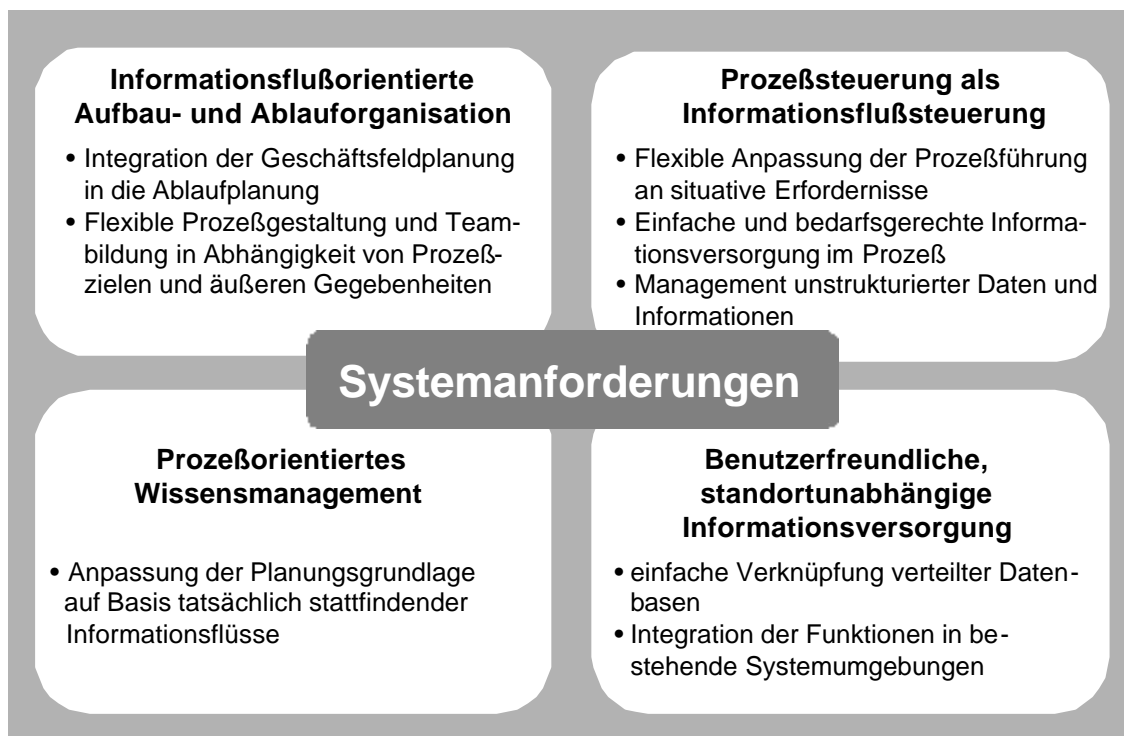 Informationsflußorientierte
Aufbau- und Ablauforganisation
• Integration der Geschäftsfeldplanung
in die Ablaufplanung
• Flexible Prozeßgestaltung und Team-
bildung in Abhängigkeit von Prozeß-
zielen und äußeren Gegebenheiten
Prozeßsteuerung als
Informationsflußsteuerung
• Flexible Anpassung der Prozeßführung
an situative Erfordernisse
• Einfache und bedarfsgerechte Informa-
tionsversorgung im Prozeß
• Management unstrukturierter Daten und
Informationen
Systemanforderungen
Prozeßorientiertes
Wissensmanagement
• Anpassung der Planungsgrundlage
auf Basis tatsächlich stattfindender
Informationsflüsse
Benutzerfreundliche,
standortunabhängige
Informationsversorgung
• einfache Verknüpfung verteilter Daten-
basen
• Integration der Funktionen in be-
stehende Systemumgebungen